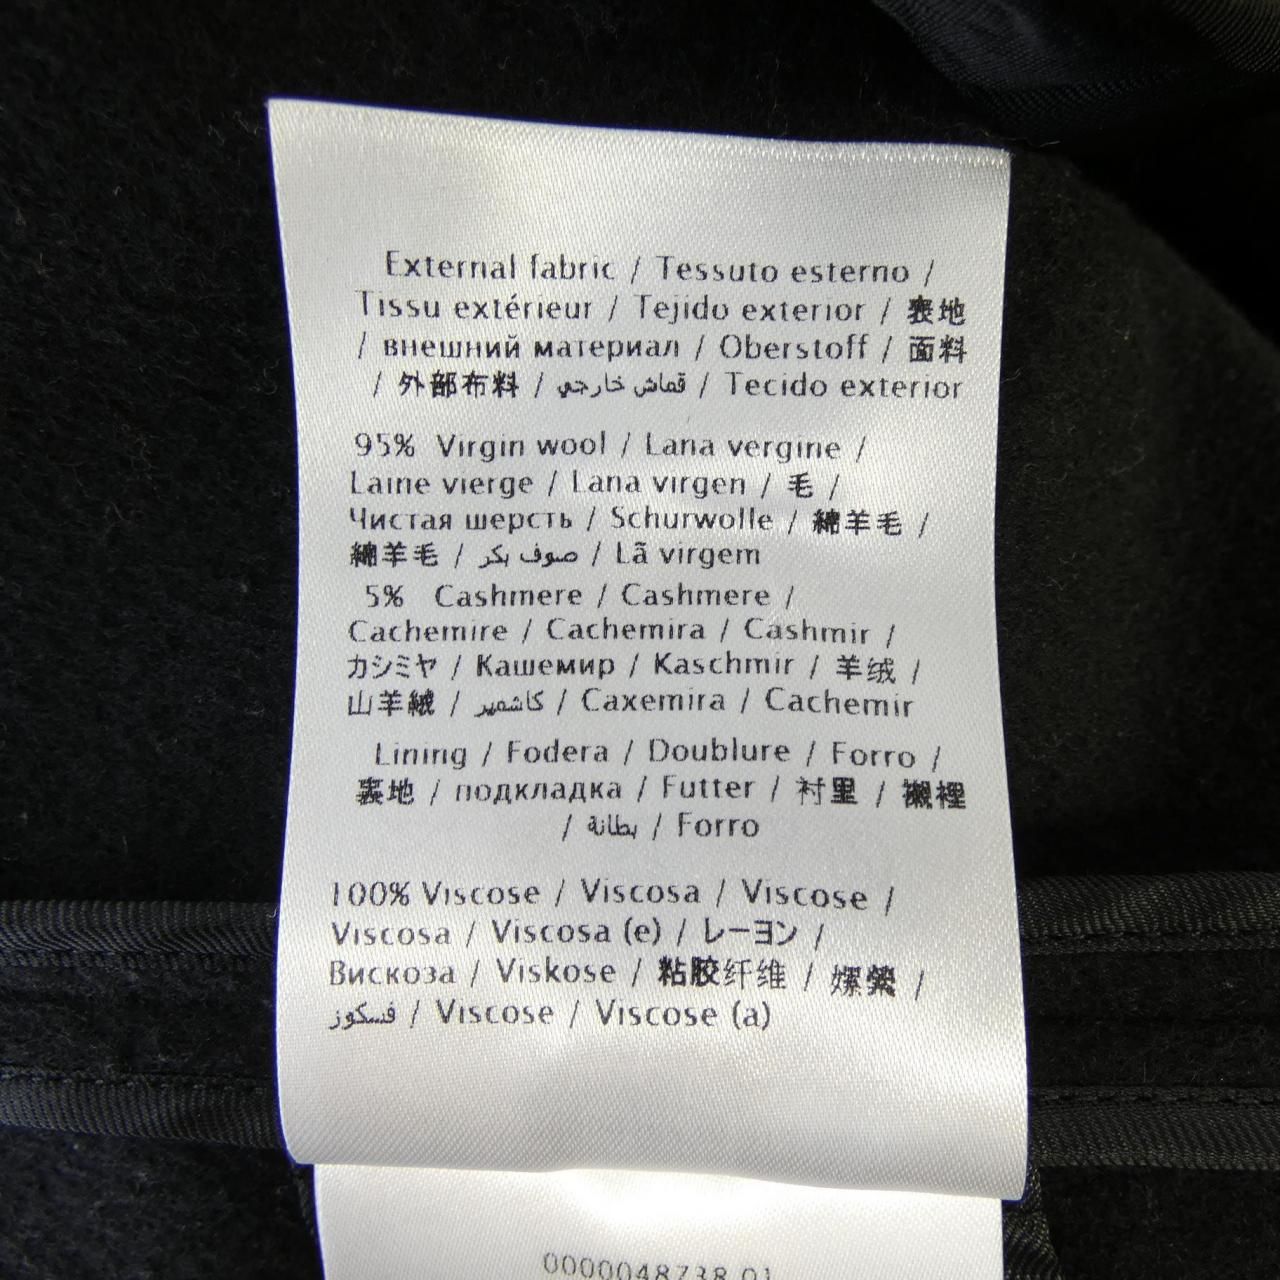 External fabric / Tessuto esterno /
Tissu extérieur / Tejido exterior / 表地
/ внешний материал / Oberstoff / 面料
/ 外部布料 / قماش خارجي / Tecido exterior
95% Virgin wool / Lana vergine /
Laine vierge / Lana virgen / 毛 /
Чистая шерсть / Schurwolle / 綿羊毛 /
綿羊毛 / صوف بكر / Lã virgem
5% Cashmere / Cashmere /
Cachemire / Cachemira / Cashmir /
カシミヤ / Кашемир / Kaschmir / 羊绒 /
山羊絨 / كاشمير / Caxemira / Cachemir
Lining / Fodera / Doublure / Forro /
裏地 / подкладка / Futter / 衬里 / 襯裡
/ بطانة / Forro
100% Viscose / Viscosa / Viscose /
Viscosa / Viscosa (e) / レーヨン /
Вискоза / Viskose / 粘胶纤维 / 嫘縈 /
فسكوز / Viscose / Viscose (a)
0000048738 01